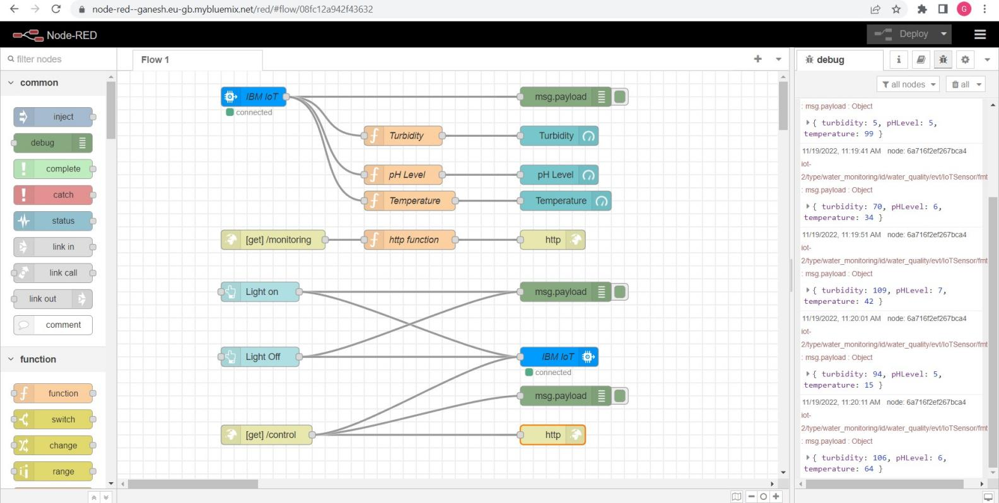 node-red--ganesh.eu-gb.mybluemix.net/red/#flow/08fc12a942f43632
G
Node-RED
Deploy
filter nodes
Flow 1
debug
i
common
all nodes
all
inject
debug
complete
catch
status
link in
link call
link out
comment
function
function
switch
change
range
IBM IoT
connected
msg.payload
Turbidity
Turbidity
pH Level
pH Level
Temperature
Temperature
[get] /monitoring
http function
http
Light on
msg.payload
Light Off
IBM IoT
connected
msg.payload
[get] /control
http
: msg.payload : Object
{ turbidity: 5, pHLevel: 5,
temperature: 99 }
11/19/2022, 11:19:41 AM node: 6a716f2ef267bca4
iot-
2/type/water_monitoring/id/water_quality/evt/IoTSensor/fmt
: msg.payload : Object
{ turbidity: 70, pHLevel: 6,
temperature: 34 }
11/19/2022, 11:19:51 AM node: 6a716f2ef267bca4
iot-
2/type/water_monitoring/id/water_quality/evt/IoTSensor/fmt
: msg.payload : Object
{ turbidity: 109, pHLevel: 7,
temperature: 42 }
11/19/2022, 11:20:01 AM node: 6a716f2ef267bca4
iot-
2/type/water_monitoring/id/water_quality/evt/IoTSensor/fmt
: msg.payload : Object
{ turbidity: 94, pHLevel: 5,
temperature: 15 }
11/19/2022, 11:20:11 AM node: 6a716f2ef267bca4
iot-
2/type/water_monitoring/id/water_quality/evt/IoTSensor/fmt
: msg.payload : Object
{ turbidity: 106, pHLevel: 6,
temperature: 64 }